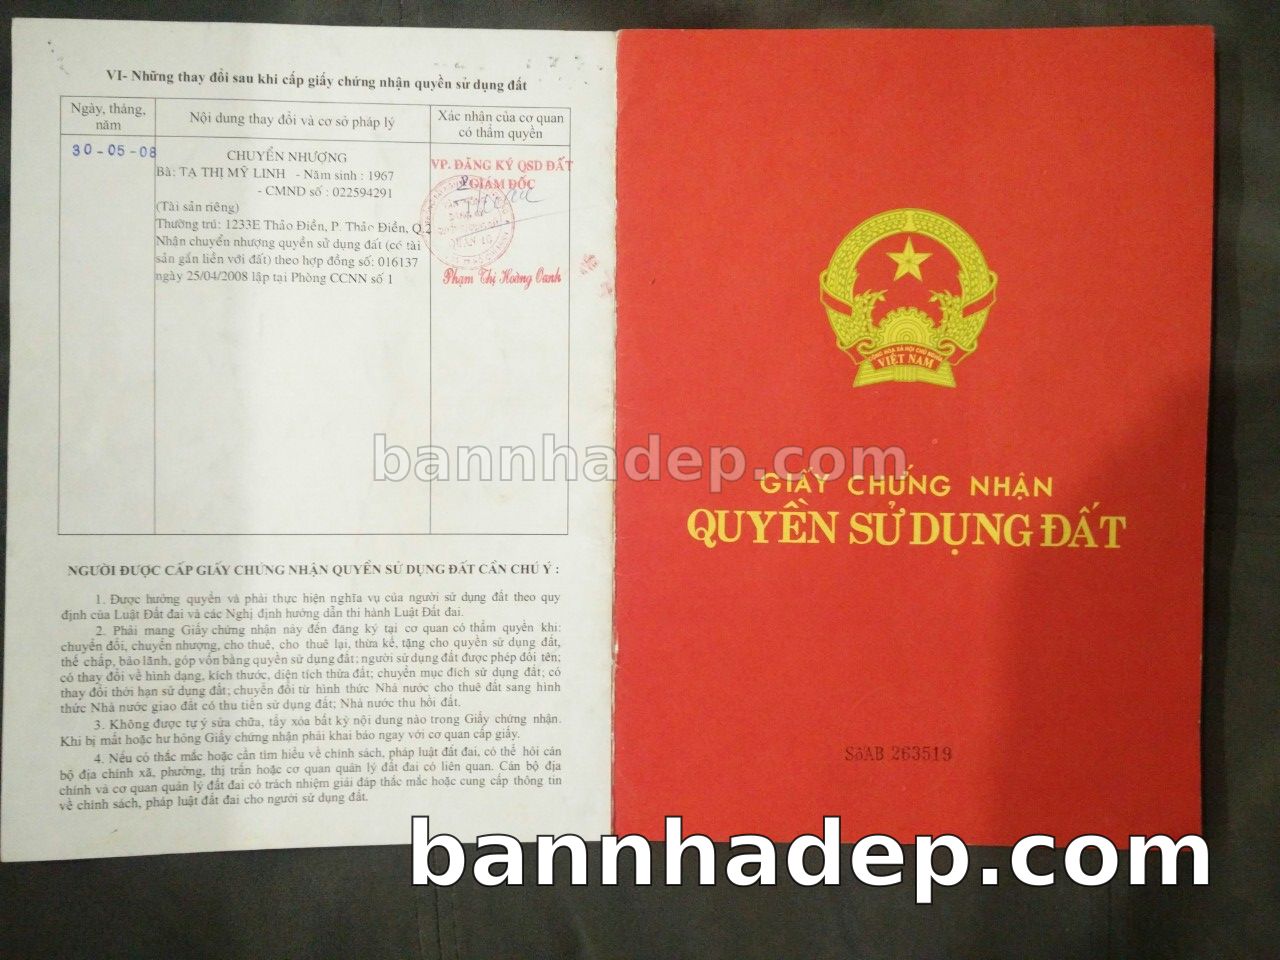 VI- Những thay đổi sau khi cấp giấy chứng nhận quyền sử dụng đất
Ngày, tháng, năm
Nội dung thay đổi và cơ sở pháp lý
Xác nhận của cơ quan có thẩm quyền
30-05-08
CHUYỂN NHƯỢNG
Bà: TẠ THỊ MỸ LINH - Năm sinh : 1967
- CMND số : 022594291
(Tài sản riêng)
Thường trú: 1233E Thảo Điền, P. Thảo Điền, Q.2
Nhận chuyển nhượng quyền sử dụng đất (có tài
sản gắn liền với đất) theo hợp đồng số: 016137
ngày 25/04/2008 lập tại Phòng CCNN số 1
VP. ĐĂNG KÝ QSD ĐẤT
GIÁM ĐỐC
Phạm Thị Hoàng Oanh
NGƯỜI ĐƯỢC CẤP GIẤY CHỨNG NHẬN QUYỀN SỬ DỤNG ĐẤT CẦN CHÚ Ý :
1. Được hưởng quyền và phải thực hiện nghĩa vụ của người sử dụng đất theo quy
định của Luật Đất đai và các Nghị định hướng dẫn thi hành Luật Đất đai.
2. Phải mang Giấy chứng nhận này đến đăng ký tại cơ quan có thẩm quyền khi:
chuyển đổi, chuyển nhượng, cho thuê, cho thuê lại, thừa kế, tặng cho quyền sử dụng đất,
thế chấp, bảo lãnh, góp vốn bằng quyền sử dụng đất; người sử dụng đất được phép đổi tên;
có thay đổi về hình dạng, kích thước, diện tích thửa đất; chuyển mục đích sử dụng đất; có
thay đổi thời hạn sử dụng đất; chuyển đổi từ hình thức Nhà nước cho thuê đất sang hình
thức Nhà nước giao đất có thu tiền sử dụng đất; Nhà nước thu hồi đất.
3. Không được tự ý sửa chữa, tẩy xóa bất kỳ nội dung nào trong Giấy chứng nhận.
Khi bị mất hoặc hư hỏng Giấy chứng nhận phải khai báo ngay với cơ quan cấp giấy.
4. Nếu có thắc mắc hoặc cần tìm hiểu về chính sách, pháp luật đất đai, có thể hỏi cán
bộ địa chính xã, phường, thị trấn hoặc cơ quan quản lý đất đai có liên quan. Cán bộ địa
chính và cơ quan quản lý đất đai có trách nhiệm giải đáp thắc mắc hoặc cung cấp thông tin
về chính sách, pháp luật đất đai cho người sử dụng đất.
CỘNG HÒA XÃ HỘI CHỦ NGHĨA
VIỆT NAM
bannhadep.com
GIẤY CHỨNG NHẬN
QUYỀN SỬ DỤNG ĐẤT
Số AB 263519
bannhadep.com